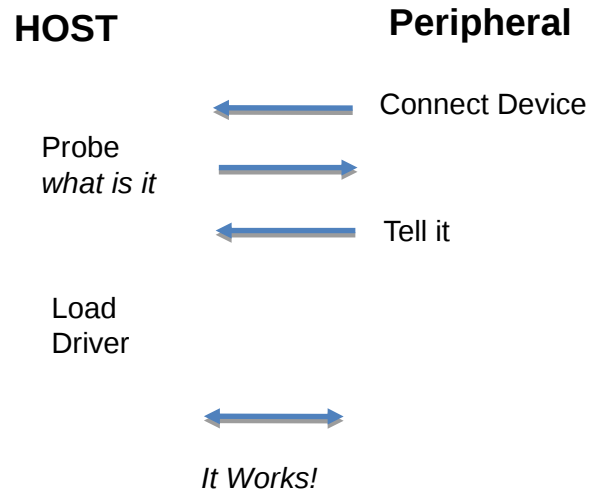 HOST
Peripheral
Connect Device
Probe
what is it
Tell it
Load
Driver
It Works!